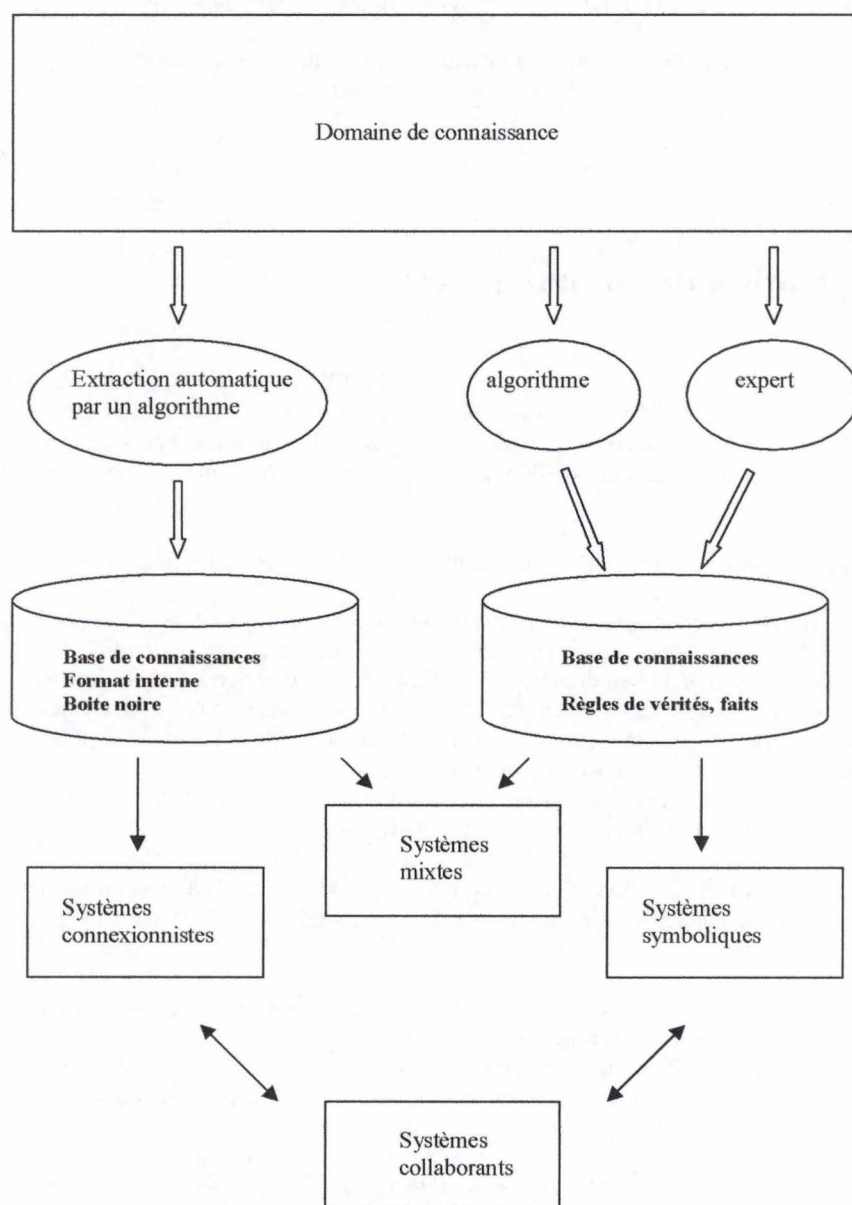 Domaine de connaissance
Extraction automatique
par un algorithme
algorithme
expert
Base de connaissances
Format interne
Boite noire
Base de connaissances
Règles de vérités, faits
Systèmes
mixtes
Systèmes
connexionnistes
Systèmes
symboliques
Systèmes
collaborants